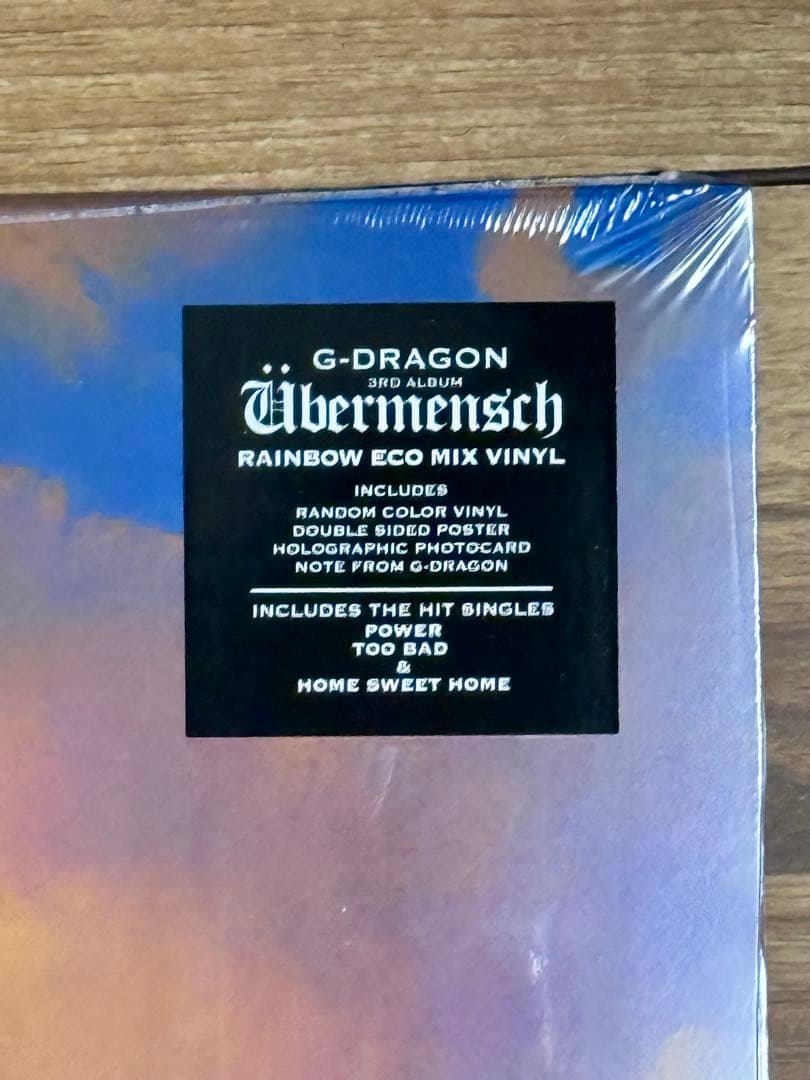 G-DRAGON
3RD ALBUM
Übermensch
RAINBOW ECO MIX VINYL
INCLUDES
RANDOM COLOR VINYL
DOUBLE SIDED POSTER
HOLOGRAPHIC PHOTOCARD
NOTE FROM G-DRAGON
INCLUDES THE HIT SINGLES
POWER
TOO BAD
&
HOME SWEET HOME